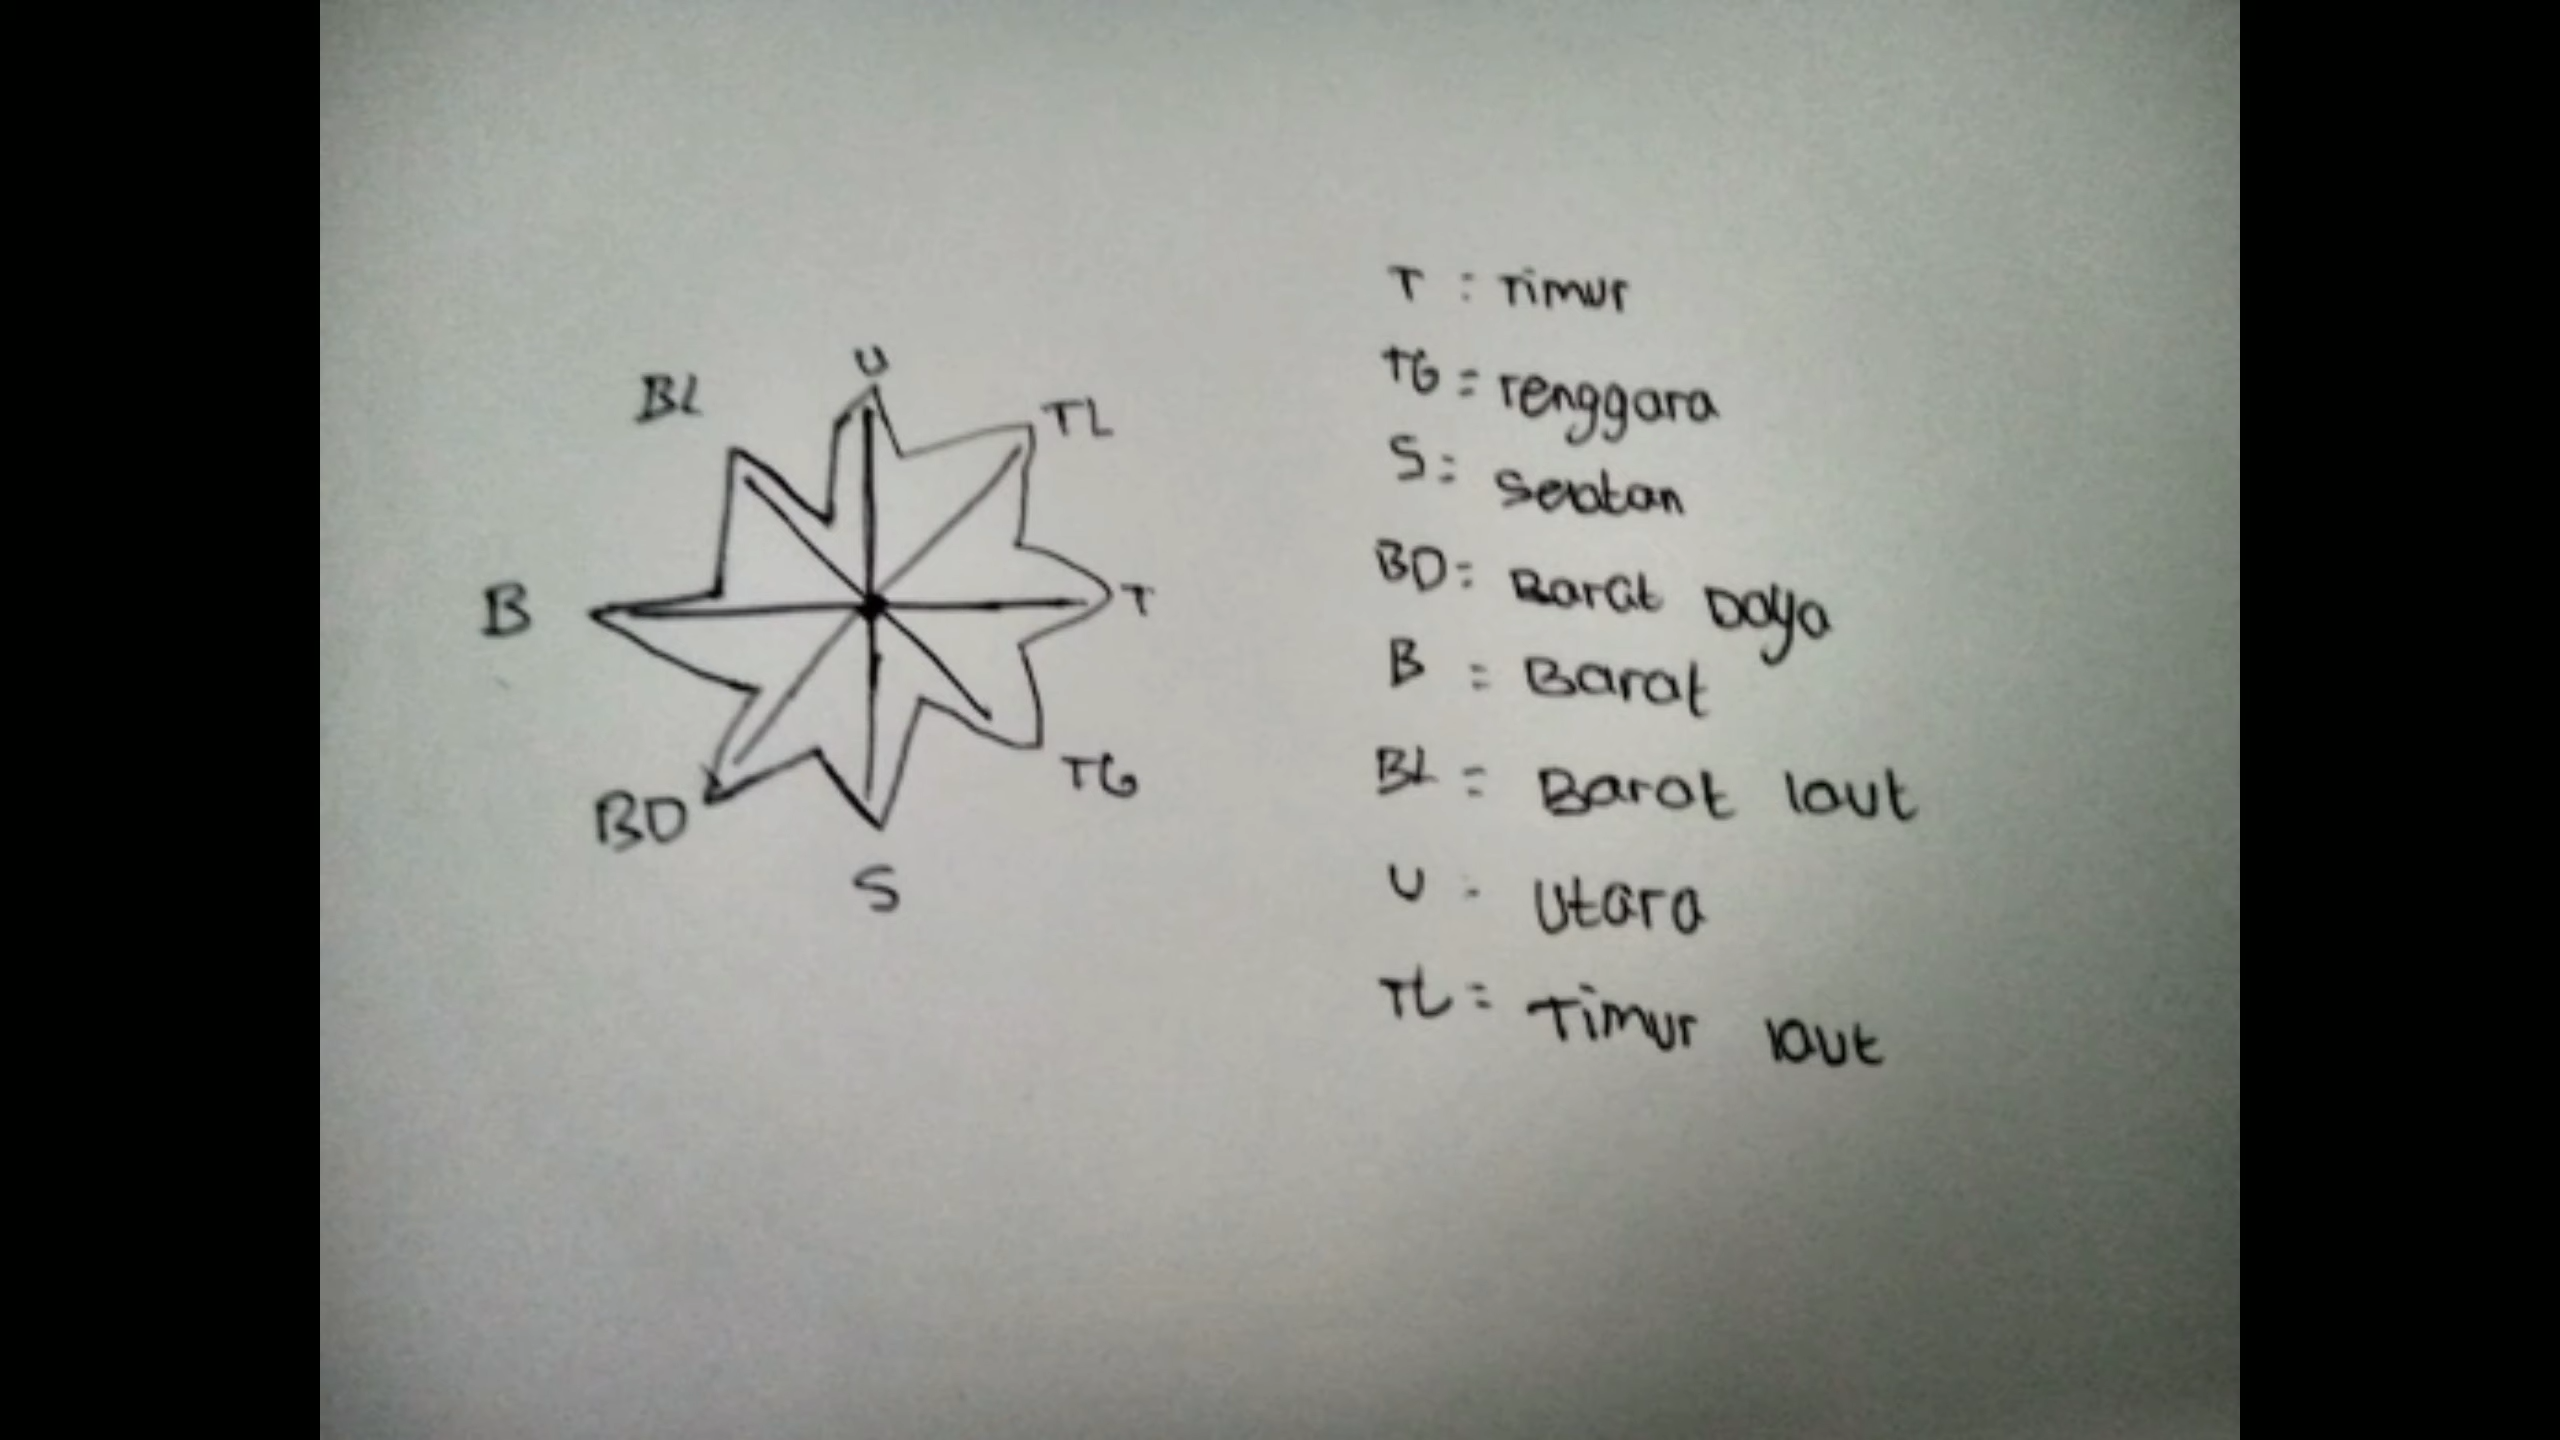 U
BL
TL
B
T
BD
TG
S
T : Timur
TG = Tenggara
S = Selatan
BD = Barat Daya
B = Barat
BL = Barat laut
U = Utara
TL = Timur laut